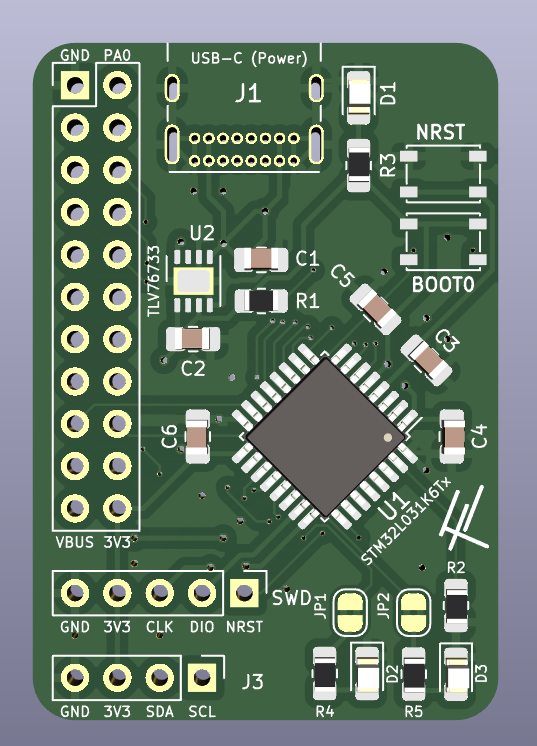 GND PA0
USB-C (Power)
J1
D1
NRST
R3
U2
TLV76733
C1
BOOT0
C5
R1
C3
C2
C6
C4
U1
STM32L031K6Tx
VBUS 3V3
R2
SWD
JP1
JP2
GND 3V3 CLK DIO NRST
J3
D2
D3
GND 3V3 SDA SCL
R4
R5